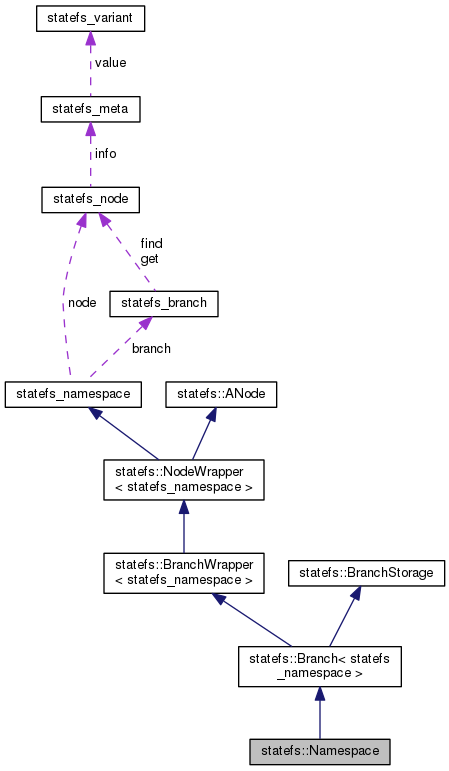 statefs_variant
value
statefs_meta
info
statefs_node
find
get
node
statefs_branch
branch
statefs_namespace
statefs::ANode
statefs::NodeWrapper
< statefs_namespace >
statefs::BranchWrapper
< statefs_namespace >
statefs::BranchStorage
statefs::Branch< statefs
_namespace >
statefs::Namespace